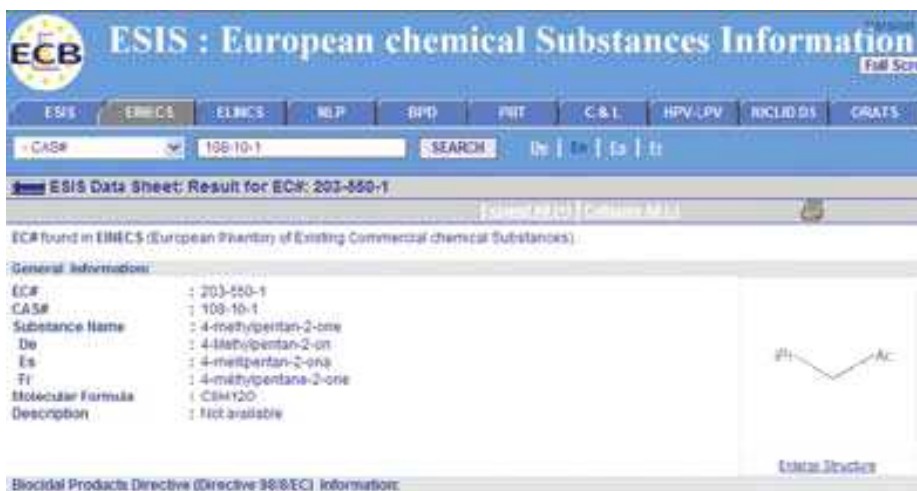 ECB
ESIS : European chemical Substances Information
ESIS EINECS ELINCS NLP BPD PBT C&L HPV-LPV IUCLID DS ORATS
- CAS# 108-10-1 SEARCH De | En | Es | Fr
ESIS Data Sheet: Result for EC#: 203-550-1
EC# found in EINECS (European INventory of Existing Commercial chemical Substances).
General Information:
EC# : 203-550-1
CAS# : 108-10-1
Substance Name : 4-methylpentan-2-one
De : 4-Methylpentan-2-on
Es : 4-metilpentan-2-ona
Fr : 4-méthylpentane-2-one
Molecular Formula : C6H12O
Description : Not available
iPr Ac
Enlarge Structure
Biocidal Products Directive (Directive 98/8/EC) Information: